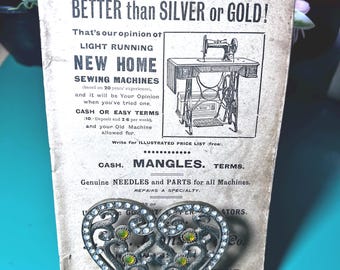 BETTER than SILVER or GOLD!
That's our opinion of
LIGHT RUNNING
NEW HOME
SEWING MACHINES
(based on 20 years' experience),
and it will be Your Opinion
when you've tried one.
CASH OR EASY TERMS
and your Old Machine
allowed for.
Write for ILLUSTRATED PRICE LIST (free).
CASH. MANGLES. TERMS.
Genuine NEEDLES and PARTS for all Machines.
REPAIRS A SPECIALTY.